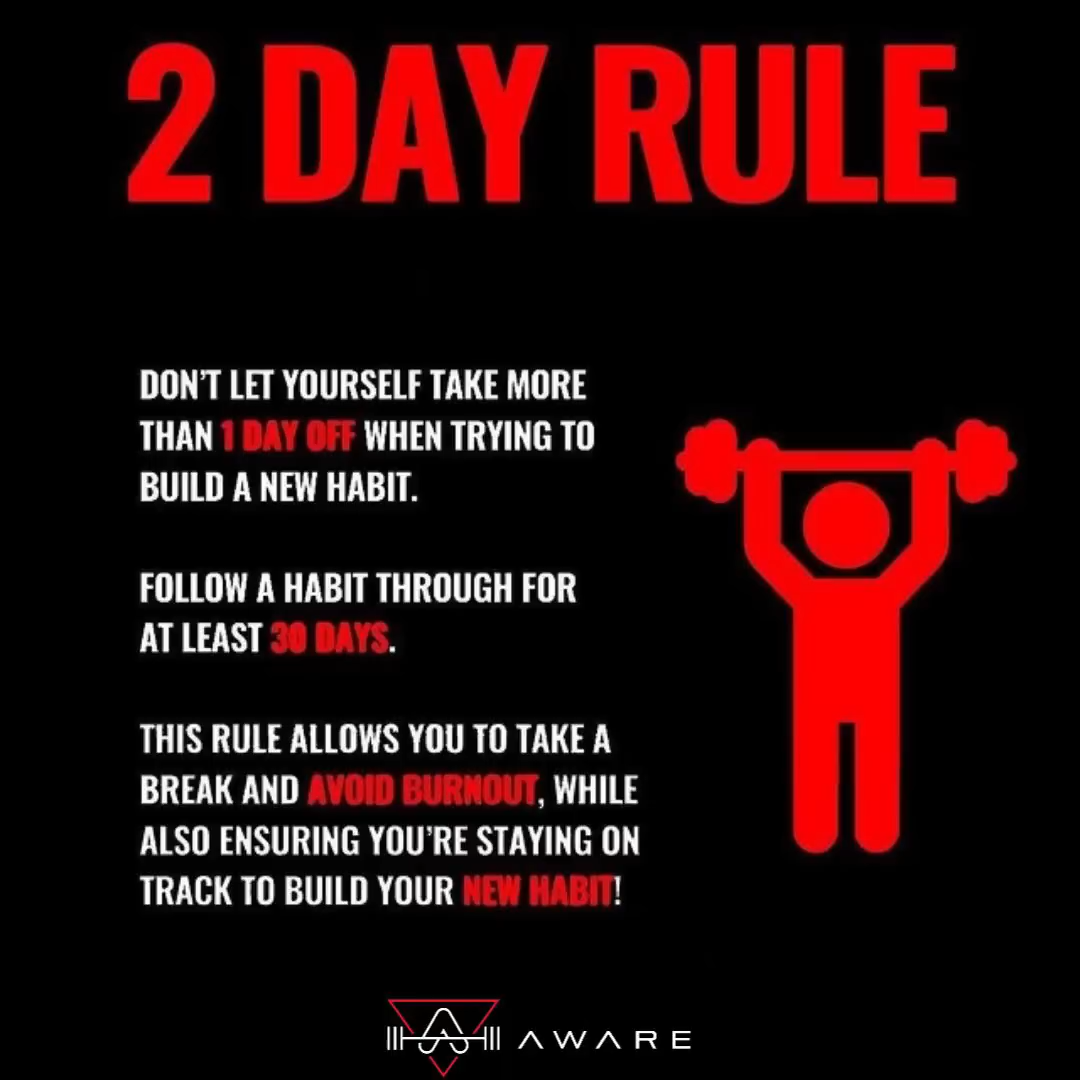 2 DAY RULE
DON'T LET YOURSELF TAKE MORE
THAN 1 DAY OFF WHEN TRYING TO
BUILD A NEW HABIT.
FOLLOW A HABIT THROUGH FOR
AT LEAST 30 DAYS.
THIS RULE ALLOWS YOU TO TAKE A
BREAK AND AVOID BURNOUT, WHILE
ALSO ENSURING YOU'RE STAYING ON
TRACK TO BUILD YOUR NEW HABIT!
AWARE